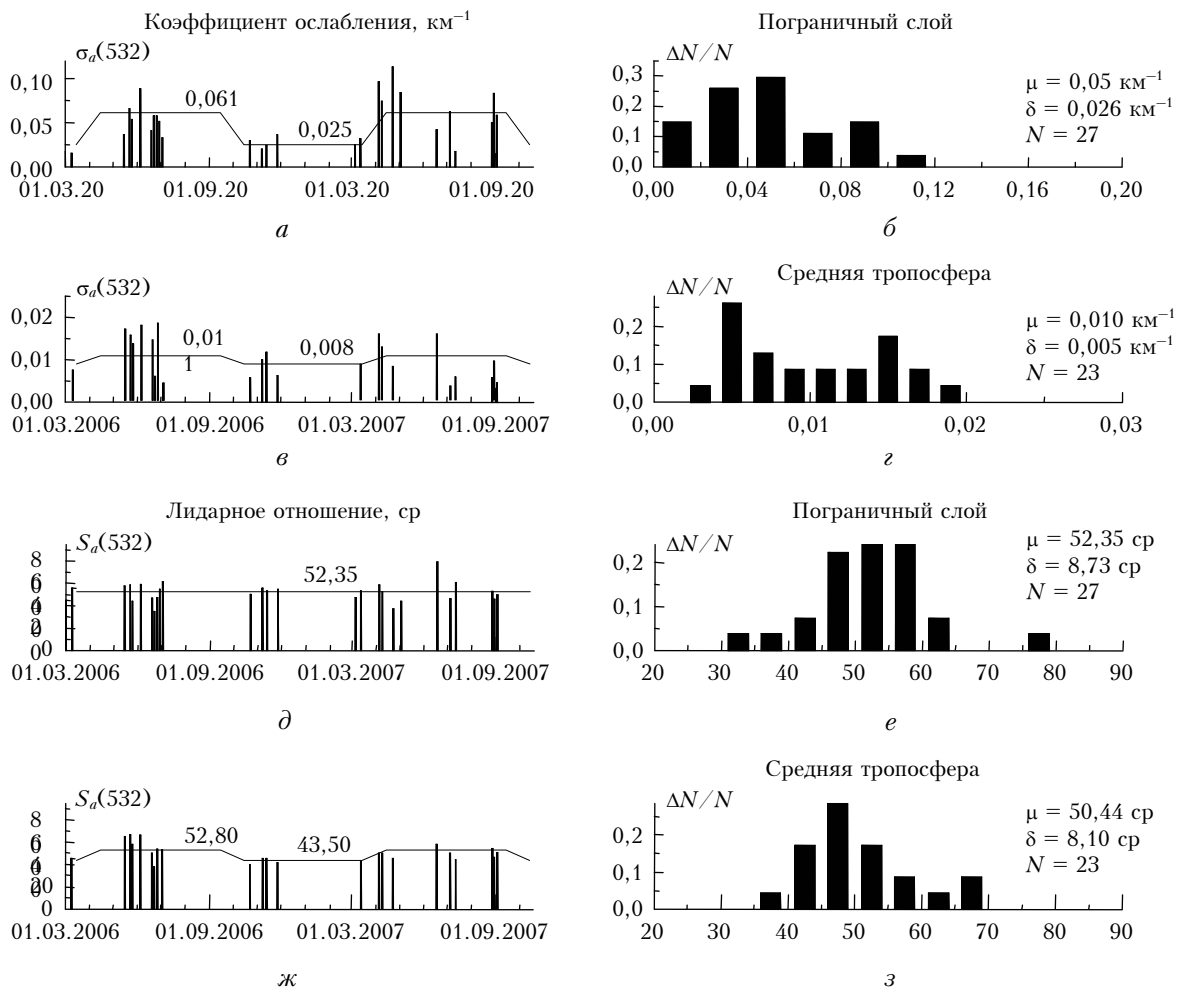 Коэффициент ослабления, км⁻¹
σₐ(532)
0,10
0,05
0,00
0,061
0,025
01.03.20 01.09.20 01.03.20 01.09.20
а
Пограничный слой
ΔN/N
0,3
0,2
0,1
0,0
μ = 0,05 км⁻¹
δ = 0,026 км⁻¹
N = 27
0,00 0,04 0,08 0,12 0,16 0,20
б
σₐ(532)
0,02
0,01
0,00
0,01
1
0,008
01.03.2006 01.09.2006 01.03.2007 01.09.2007
в
Средняя тропосфера
ΔN/N
0,2
0,1
0,0
μ = 0,010 км⁻¹
δ = 0,005 км⁻¹
N = 23
0,00 0,01 0,02 0,03
г
Лидарное отношение, ср
Sₐ(532)
52,35
01.03.2006 01.09.2006 01.03.2007 01.09.2007
д
Пограничный слой
ΔN/N
0,2
0,1
0,0
μ = 52,35 ср
δ = 8,73 ср
N = 27
20 30 40 50 60 70 80 90
е
Sₐ(532)
52,80
43,50
01.03.2006 01.09.2006 01.03.2007 01.09.2007
ж
Средняя тропосфера
ΔN/N
0,2
0,1
0,0
μ = 50,44 ср
δ = 8,10 ср
N = 23
20 30 40 50 60 70 80 90
з